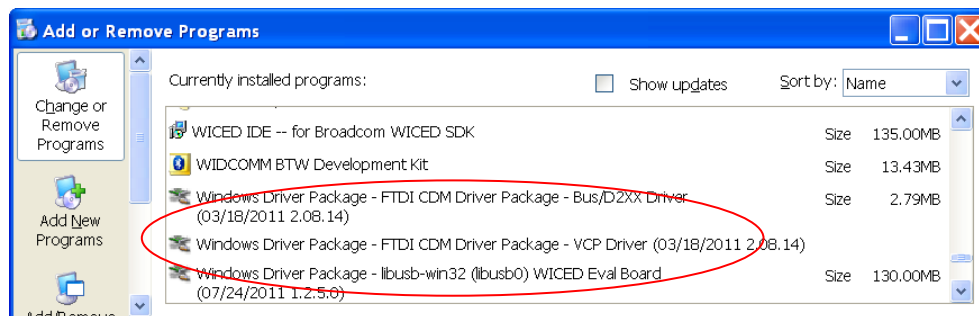 Add or Remove Programs
Change or
Remove
Programs
Add New
Programs
Add/Remove
Currently installed programs:
Show updates
Sort by: Name
WICED IDE -- for Broadcom WICED SDK Size 135.00MB
WIDCOMM BTW Development Kit Size 13.43MB
Windows Driver Package - FTDI CDM Driver Package - Bus/D2XX Driver Size 2.79MB
(03/18/2011 2.08.14)
Windows Driver Package - FTDI CDM Driver Package - VCP Driver (03/18/2011 2.08.14)
Windows Driver Package - libusb-win32 (libusb0) WICED Eval Board Size 130.00MB
(07/24/2011 1.2.5.0)